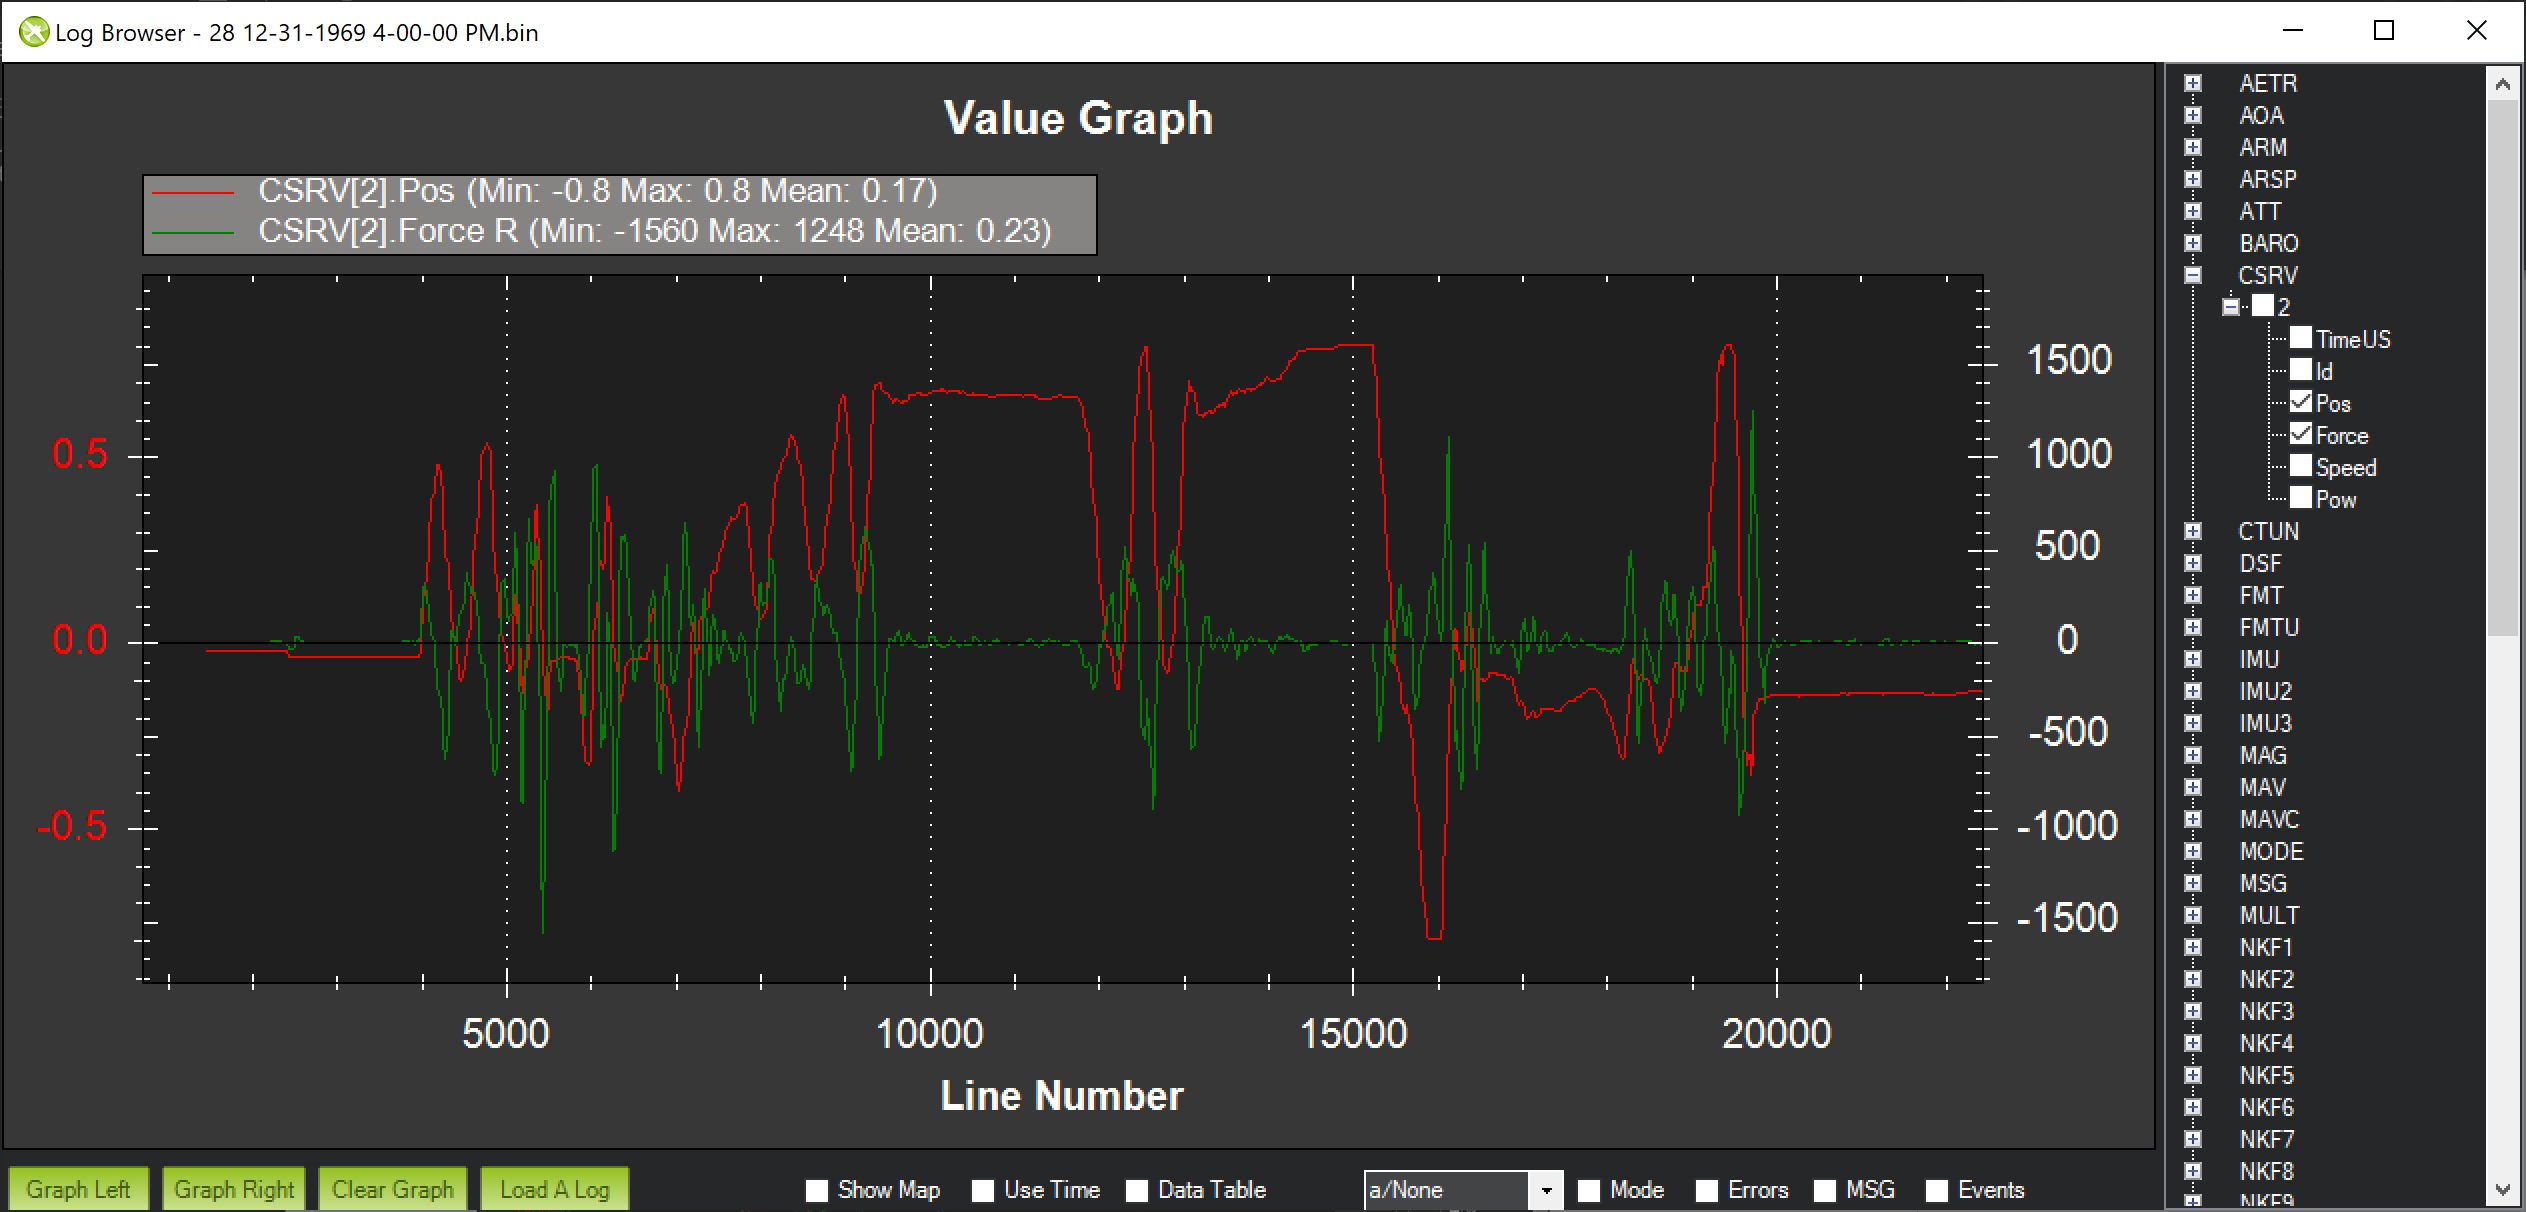 Log Browser - 28 12-31-1969 4-00-00 PM.bin
Value Graph
CSRV[2].Pos (Min: -0.8 Max: 0.8 Mean: 0.17)
CSRV[2].Force R (Min: -1560 Max: 1248 Mean: 0.23)
0.5
0.0
-0.5
1500
1000
500
0
-500
-1000
-1500
5000 10000 15000 20000
Line Number
AETR
AOA
ARM
ARSP
ATT
BARO
CSRV
2
TimeUS
Id
Pos
Force
Speed
Pow
CTUN
DSF
FMT
FMTU
IMU
IMU2
IMU3
MAG
MAV
MAVC
MODE
MSG
MULT
NKF1
NKF2
NKF3
NKF4
NKF5
NKF6
NKF7
NKF8
NKF9
Graph Left Graph Right Clear Graph Load A Log Show Map Use Time Data Table a/None Mode Errors MSG Events